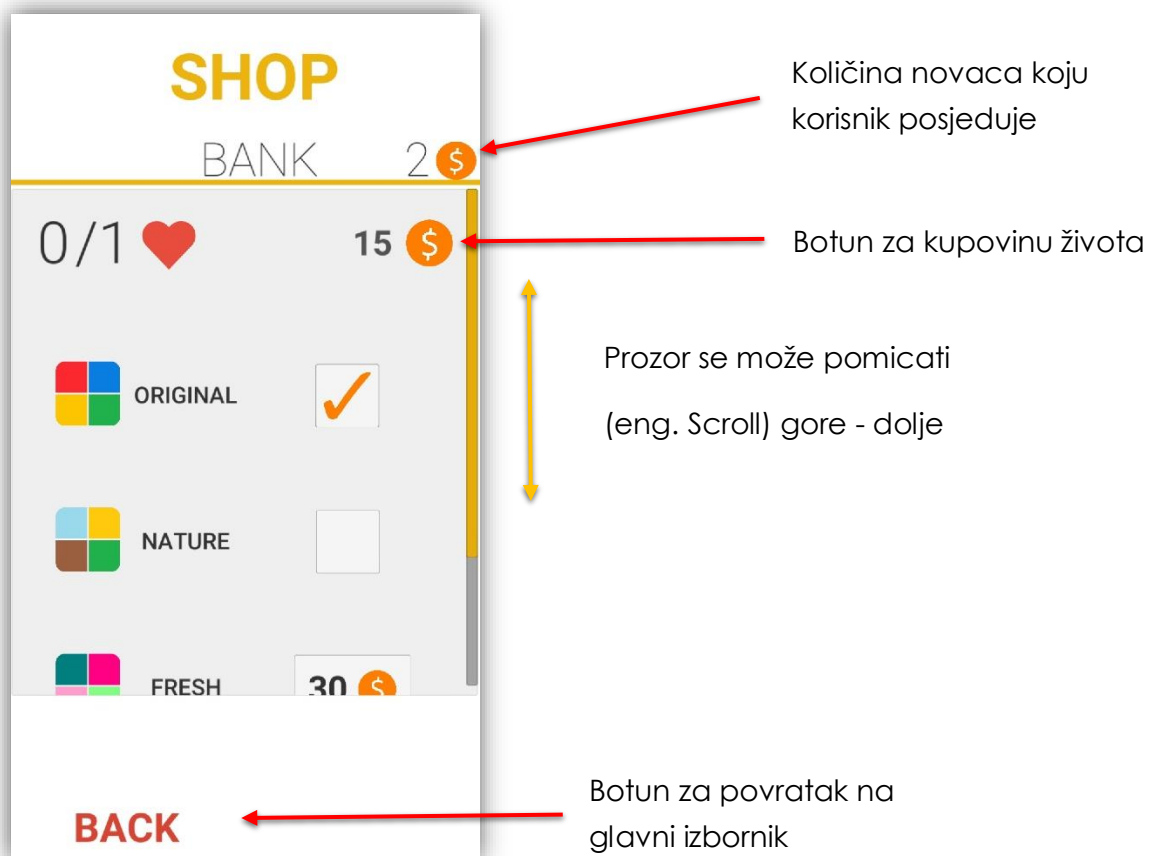 SHOP
BANK 2 $
0/1
15 $
ORIGINAL
NATURE
FRESH
30 $
BACK
Količina novaca koju
korisnik posjeduje
Botun za kupovinu života
Prozor se može pomicati
(eng. Scroll) gore - dolje
Botun za povratak na
glavni izbornik